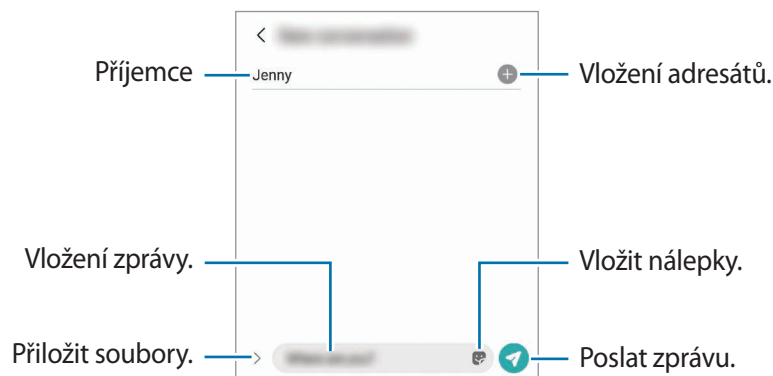 Příjemce
Jenny
Vložení adresátů.
Vložení zprávy.
Vložit nálepky.
Přiložit soubory.
Poslat zprávu.